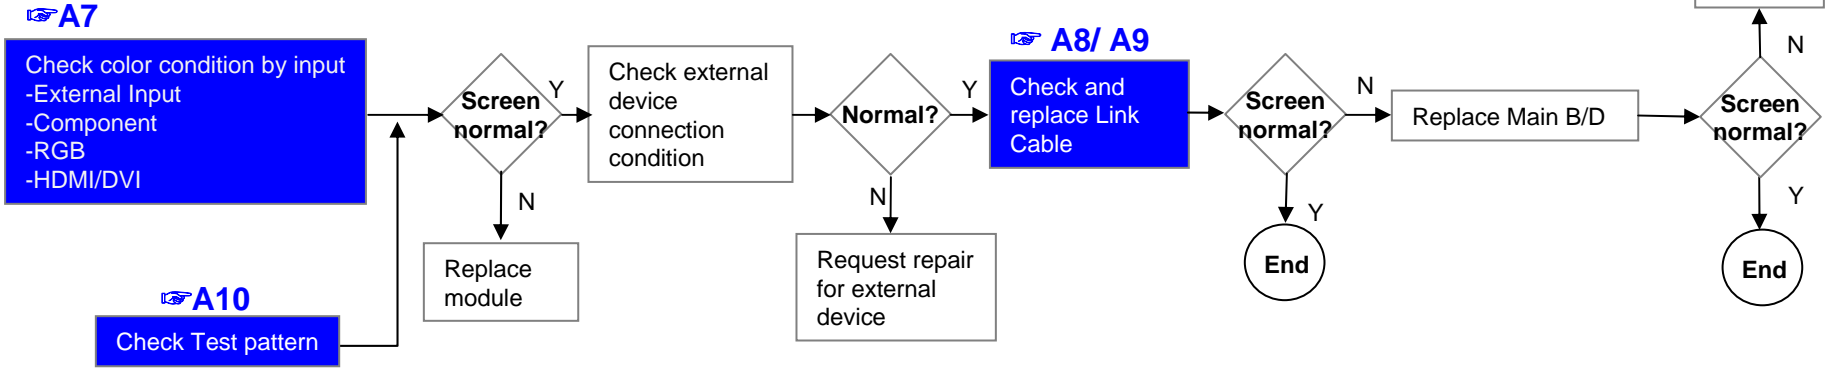 ☞A7
Check color condition by input
-External Input
-Component
-RGB
-HDMI/DVI
☞A10
Check Test pattern
Screen
normal?
Y
N
Replace
module
Check external
device
connection
condition
Normal?
Y
N
Request repair
for external
device
☞ A8/ A9
Check and
replace Link
Cable
Screen
normal?
N
Y
End
Replace Main B/D
Screen
normal?
N
Y
End